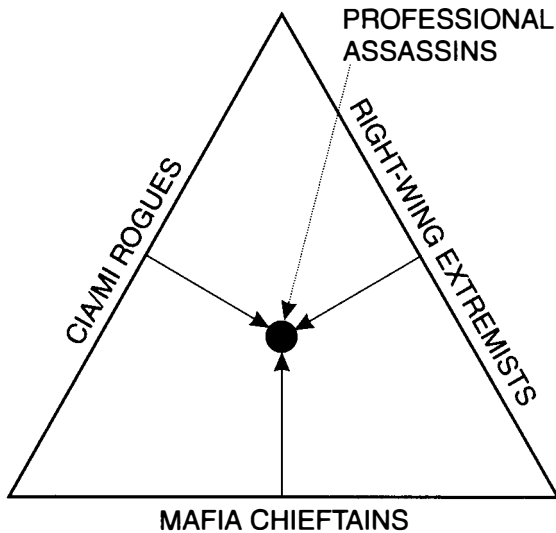 PROFESSIONAL
ASSASSINS
CIA/MI ROGUES
RIGHT-WING EXTREMISTS
MAFIA CHIEFTAINS